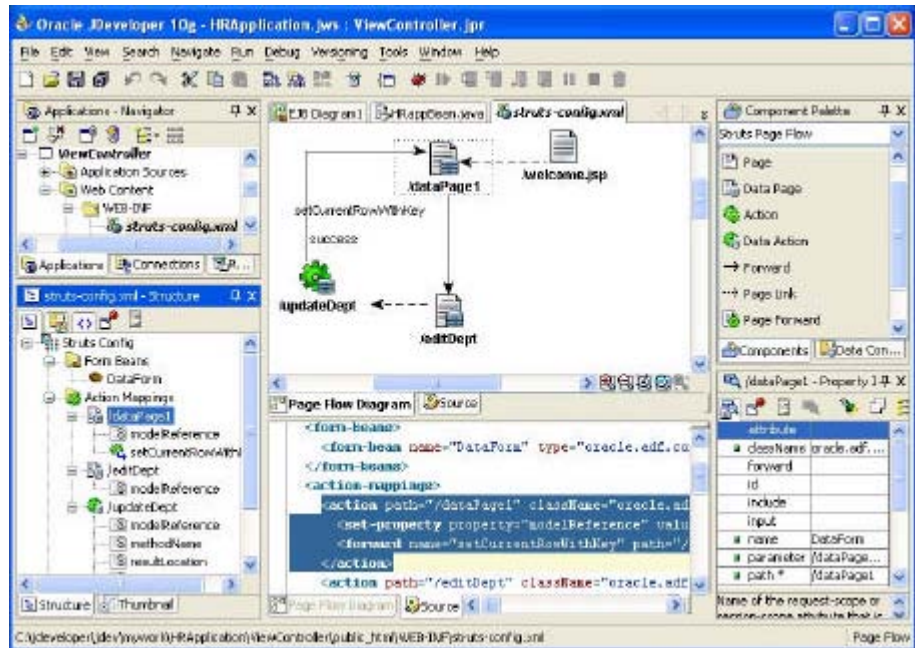 Oracle JDeveloper 10g - HRApplication.jws : ViewController.jpr
File Edit View Search Navigate Run Debug Versioning Tools Window Help
Applications - Navigator
ViewController
Application Sources
Web Content
WEB-INF
struts-config.xml
Applications Connections
struts-config.xml - Structure
Struts Config
Form Beans
DataForm
Action Mappings
/dataPage1
modelReference
setCurrentRowWithK
/editDept
modelReference
/updateDept
modelReference
methodName
resultLocation
Structure Thumbnail
EJB Diagram1 HRappBean.java struts-config.xml
/dataPage1
/welcome.jsp
setCurrentRowWithKey
success
/updateDept
/editDept
Page Flow Diagram Source
<form-beans>
<form-bean name="DataForm" type="oracle.adf.co
</form-beans>
<action-mappings>
<action path="/dataPage1" className="oracle.ad
<set-property property="modelReference" valu
<forward name="setCurrentRowWithKey" path="/
</action>
<action path="/editDept" className="oracle.adf
Page Flow Diagram Source
Component Palette
Struts Page Flow
Page
Data Page
Action
Data Action
Forward
Page Link
Page Forward
Components Data Con...
/dataPage1 - Property I
attribute
className oracle.adf....
forward
id
include
input
name DataForm
parameter /dataPage...
path * /dataPage1
Name of the request-scope or
session-scope attribute that is
C:\jdeveloper\jdev\mywork\HRApplication\ViewController\public_html\WEB-INF\struts-config.xml
Page Flow